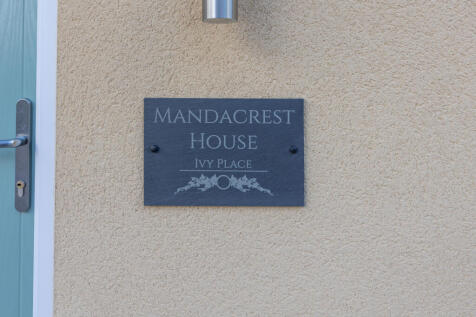 Mandacrest
House
Ivy Place